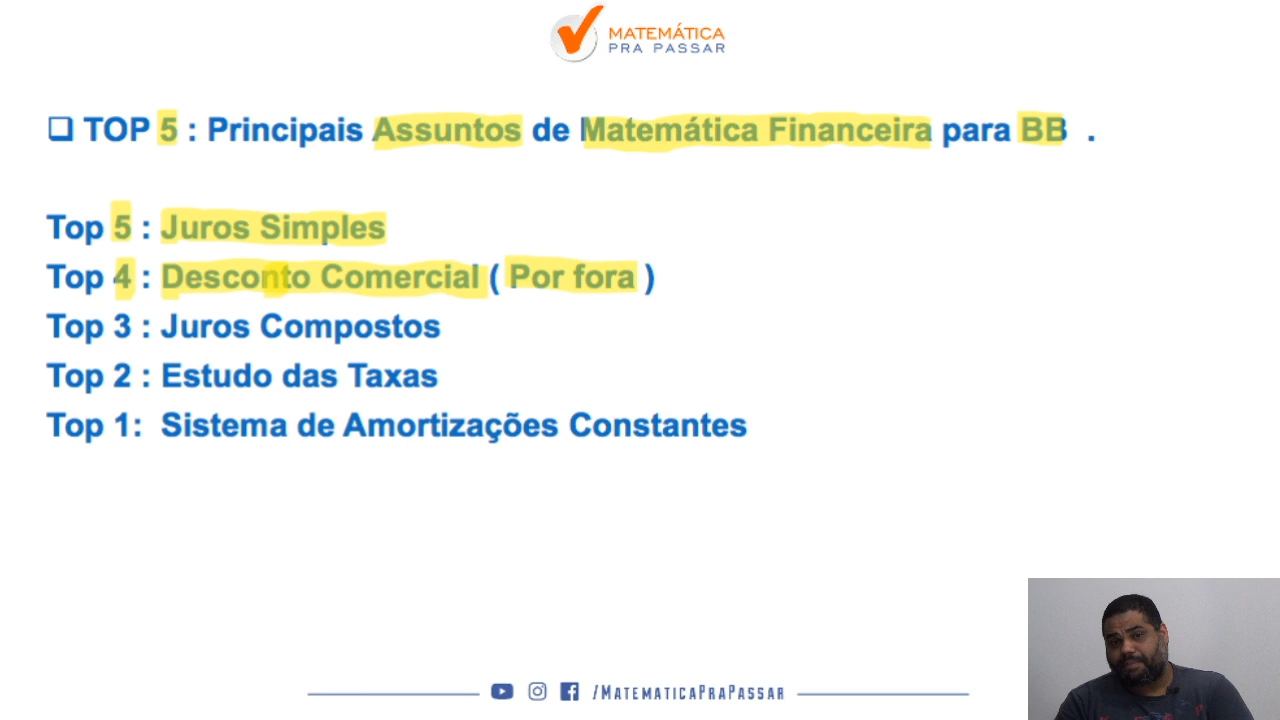 MATEMÁTICA
PRA PASSAR
❑ TOP 5 : Principais Assuntos de Matemática Financeira para BB .
Top 5 : Juros Simples
Top 4 : Desconto Comercial ( Por fora )
Top 3 : Juros Compostos
Top 2 : Estudo das Taxas
Top 1: Sistema de Amortizações Constantes
/MATEMATICAPRAPASSAR